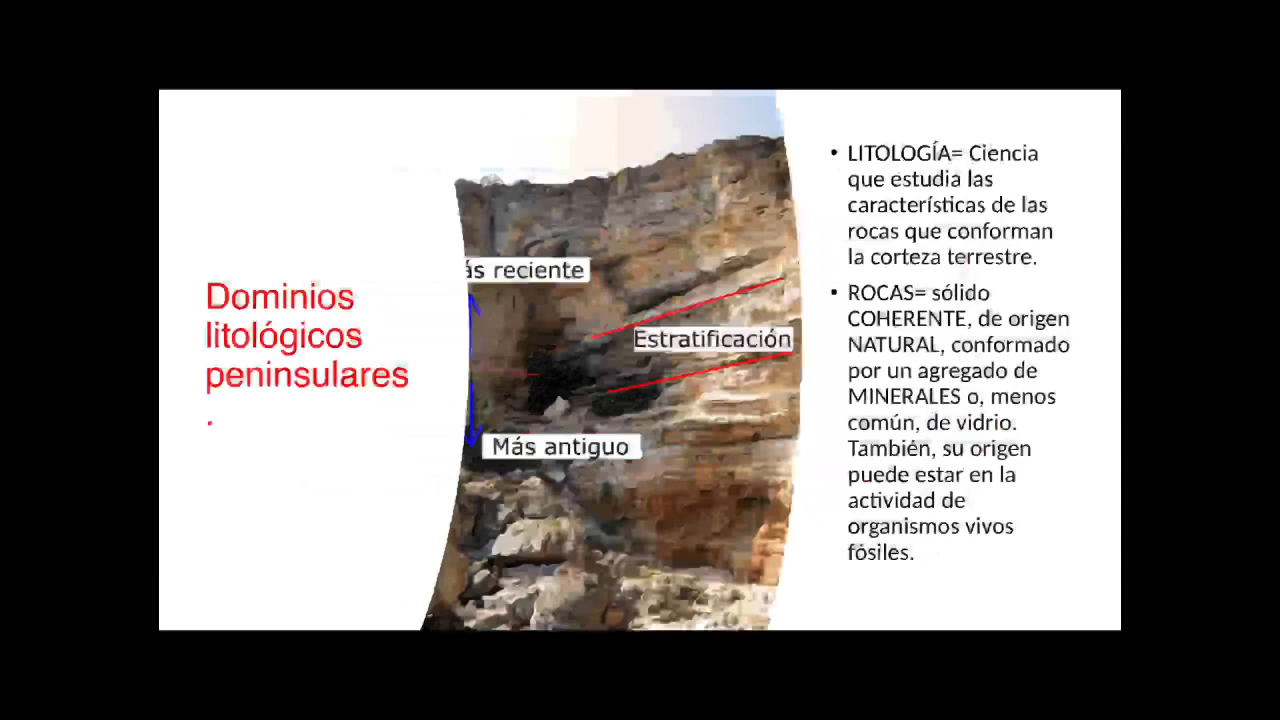 Dominios
litológicos
peninsulares
.
ás reciente
Estratificación
Más antiguo
• LITOLOGÍA= Ciencia
que estudia las
características de las
rocas que conforman
la corteza terrestre.
• ROCAS= sólido
COHERENTE, de origen
NATURAL, conformado
por un agregado de
MINERALES o, menos
común, de vidrio.
También, su origen
puede estar en la
actividad de
organismos vivos
fósiles.